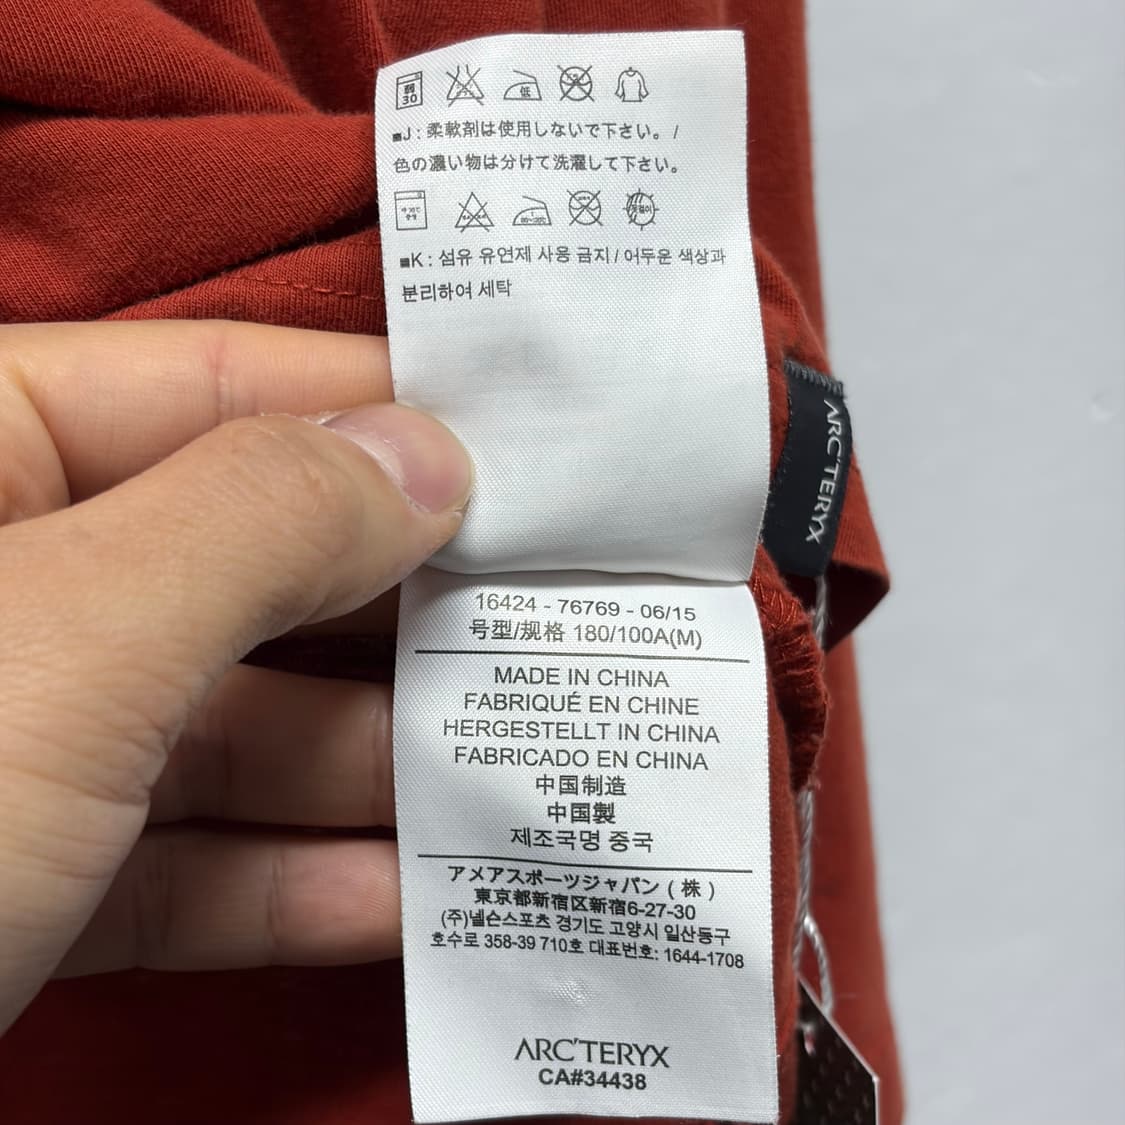 弱
30
低
■J : 柔軟剤は使用しないで下さい。 /
色の濃い物は分けて洗濯して下さい。
■K : 섬유 유연제 사용 금지 / 어두운 색상과
분리하여 세탁
ARC'TERYX
16424 - 76769 - 06/15
号型/规格 180/100A(M)
MADE IN CHINA
FABRIQUÉ EN CHINE
HERGESTELLT IN CHINA
FABRICADO EN CHINA
中国制造
中国製
제조국명 중국
アメアスポーツジャパン ( 株 )
東京都新宿区新宿6-27-30
(주)넬슨스포츠 경기도 고양시 일산동구
호수로 358-39 710호 대표번호: 1644-1708
ARC'TERYX
CA#34438